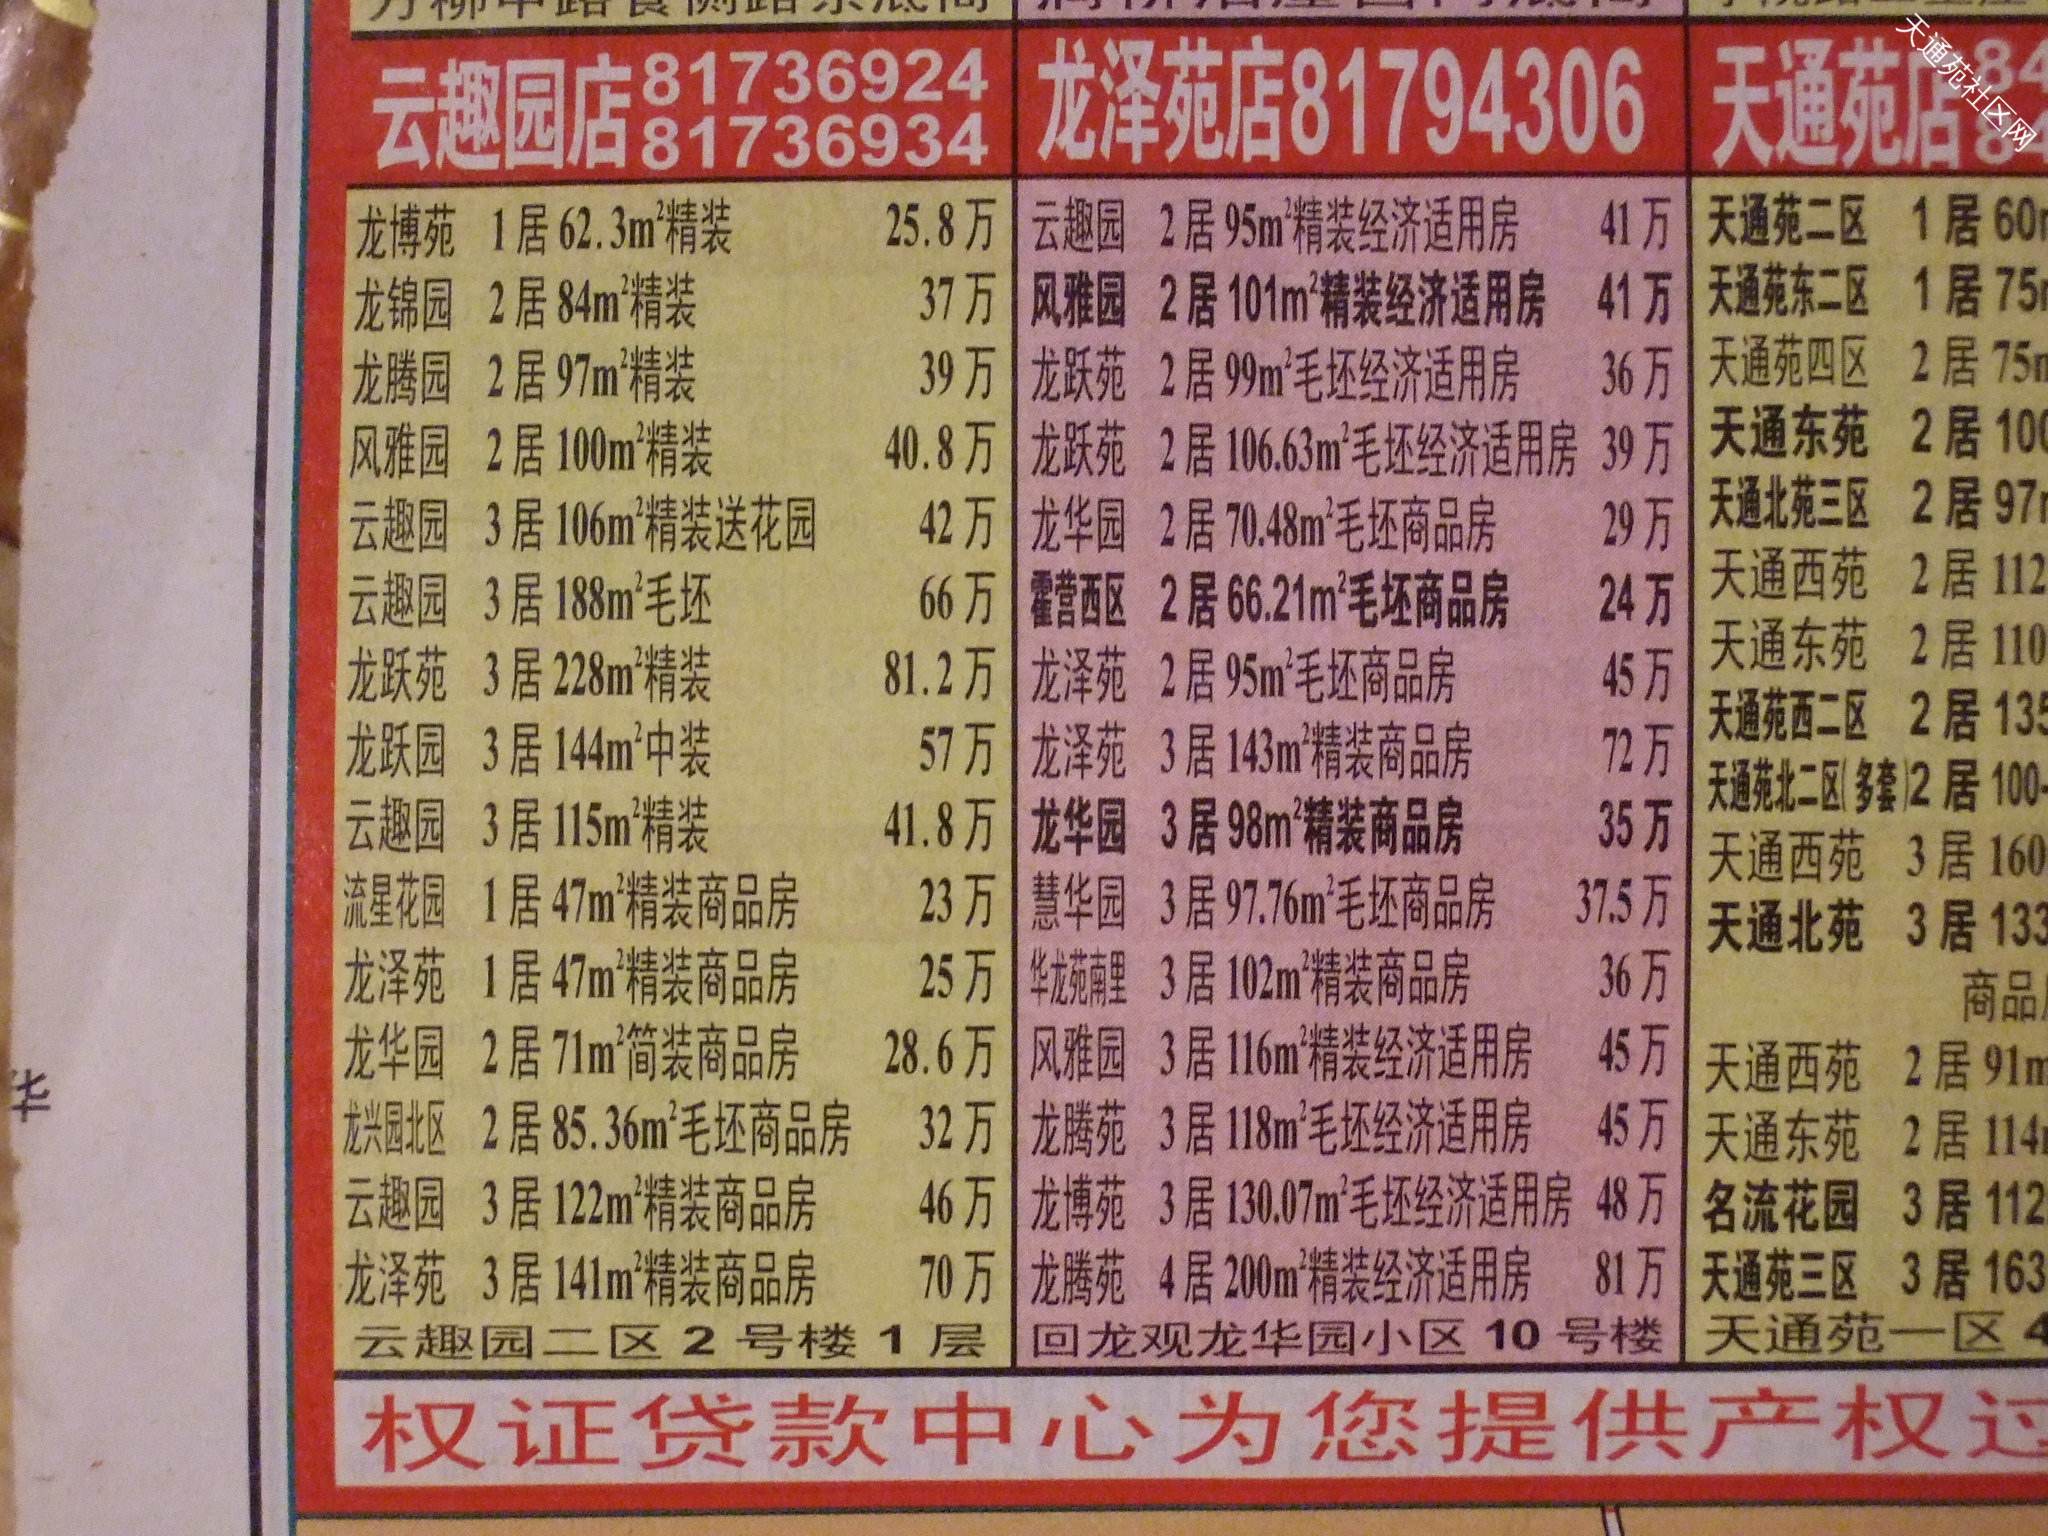 云趣园店 81736924
81736934
龙博苑 1居 62.3m²精装 25.8万
龙锦园 2居 84m²精装 37万
龙腾园 2居 97m²精装 39万
风雅园 2居 100m²精装 40.8万
云趣园 3居 106m²精装送花园 42万
云趣园 3居 188m²毛坯 66万
龙跃苑 3居 228m²精装 81.2万
龙跃园 3居 144m²中装 57万
云趣园 3居 115m²精装 41.8万
流星花园 1居 47m²精装商品房 23万
龙泽苑 1居 47m²精装商品房 25万
龙华园 2居 71m²简装商品房 28.6万
龙兴园北区 2居 85.36m²毛坯商品房 32万
云趣园 3居 122m²精装商品房 46万
龙泽苑 3居 141m²精装商品房 70万
云趣园二区2号楼1层
龙泽苑店81794306
云趣园 2居 95m²精装经济适用房 41万
风雅园 2居 101m²精装经济适用房 41万
龙跃苑 2居 99m²毛坯经济适用房 36万
龙跃苑 2居 106.63m²毛坯经济适用房 39万
龙华园 2居 70.48m²毛坯商品房 29万
霍营西区 2居 66.21m²毛坯商品房 24万
龙泽苑 2居 95m²毛坯商品房 45万
龙泽苑 3居 143m²精装商品房 72万
龙华园 3居 98m²精装商品房 35万
慧华园 3居 97.76m²毛坯商品房 37.5万
华龙苑南里 3居 102m²精装商品房 36万
风雅园 3居 116m²精装经济适用房 45万
龙腾苑 3居 118m²毛坯经济适用房 45万
龙博苑 3居 130.07m²毛坯经济适用房 48万
龙腾苑 4居 200m²精装经济适用房 81万
回龙观龙华园小区10号楼
天通苑店 84
84
天通苑二区 1居 60m
天通苑东二区 1居 75m
天通苑四区 2居 75m
天通东苑 2居 100
天通北苑三区 2居 97m
天通西苑 2居 112
天通东苑 2居 110
天通苑西二区 2居 135
天通苑北二区(多套)2居 100-
天通西苑 3居 160
天通北苑 3居 133
商品房
天通西苑 2居 91m
天通东苑 2居 114m
名流花园 3居 112
天通苑三区 3居 163
天通苑一区4
权证贷款中心为您提供产权过
华
天通苑社区网